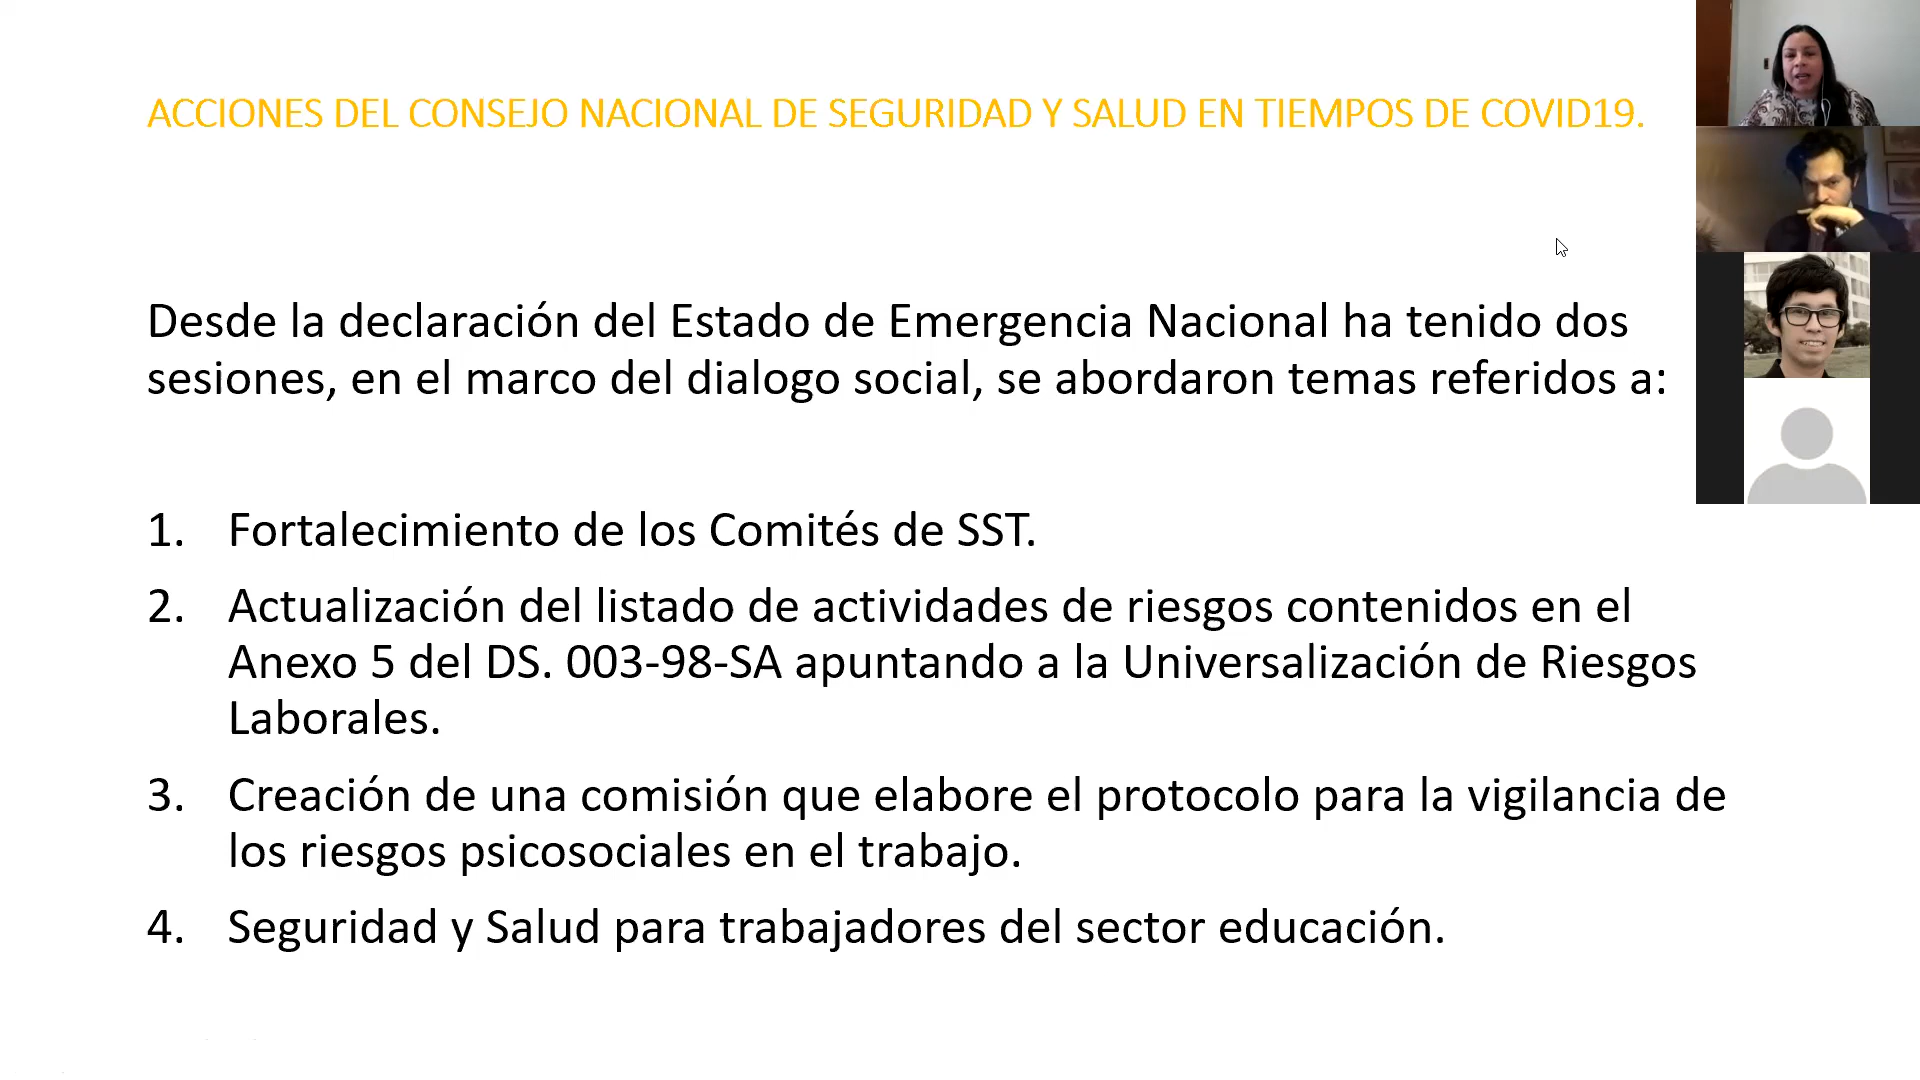 ACCIONES DEL CONSEJO NACIONAL DE SEGURIDAD Y SALUD EN TIEMPOS DE COVID19.
Desde la declaración del Estado de Emergencia Nacional ha tenido dos
sesiones, en el marco del dialogo social, se abordaron temas referidos a:
1. Fortalecimiento de los Comités de SST.
2. Actualización del listado de actividades de riesgos contenidos en el
Anexo 5 del DS. 003-98-SA apuntando a la Universalización de Riesgos
Laborales.
3. Creación de una comisión que elabore el protocolo para la vigilancia de
los riesgos psicosociales en el trabajo.
4. Seguridad y Salud para trabajadores del sector educación.